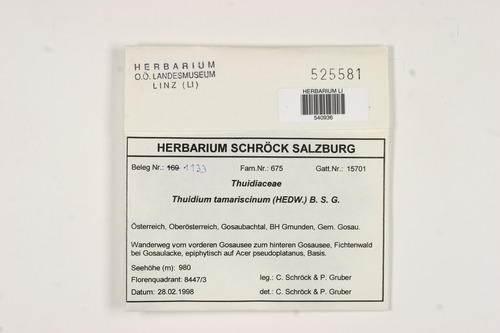 HERBARIUM
O.Ö. LANDESMUSEUM
LINZ (LI)
525581
HERBARIUM LI
540936
HERBARIUM SCHRÖCK SALZBURG
Beleg Nr.: 169 1133 Fam.Nr.: 675 Gatt.Nr.: 15701
Thuidiaceae
Thuidium tamariscinum (HEDW.) B. S. G.
Österreich, Oberösterreich, Gosaubachtal, BH Gmunden, Gem. Gosau.
Wanderweg vom vorderen Gosausee zum hinteren Gosausee, Fichtenwald
bei Gosaulacke, epiphytisch auf Acer pseudoplatanus, Basis.
Seehöhe (m): 980
Florenquadrant: 8447/3 leg.: C. Schröck & P. Gruber
Datum: 28.02.1998 det.: C. Schröck & P. Gruber